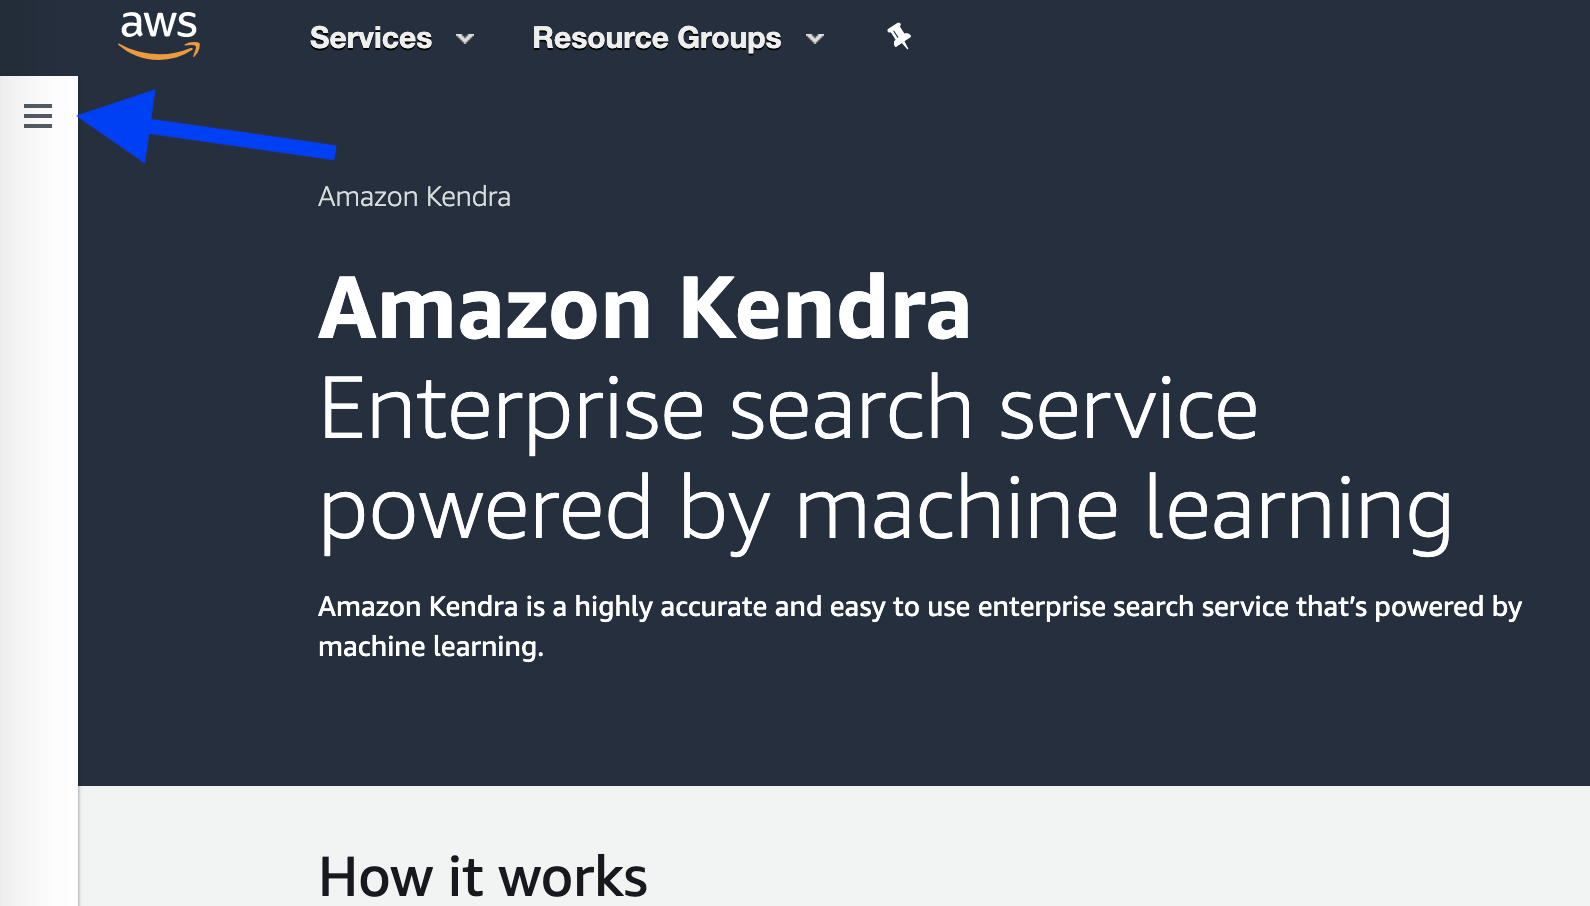 aws
Services
Resource Groups
Amazon Kendra
Amazon Kendra
Enterprise search service
powered by machine learning
Amazon Kendra is a highly accurate and easy to use enterprise search service that’s powered by
machine learning.
How it works